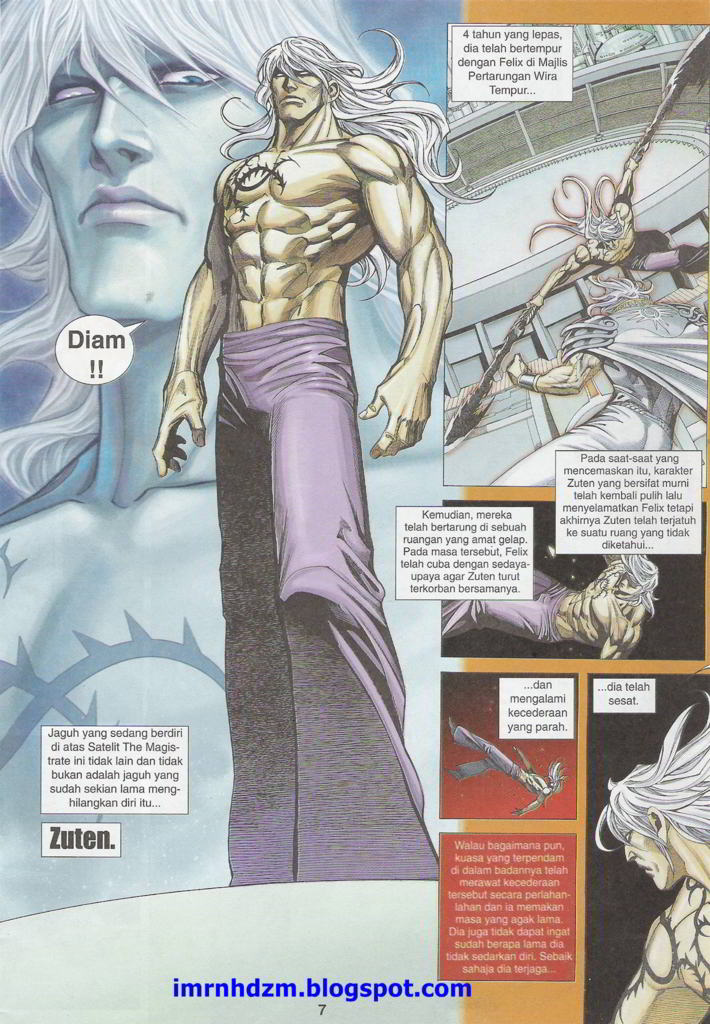 4 tahun yang lepas,
dia telah bertempur
dengan Felix di Majlis
Pertarungan Wira
Tempur...
Diam
!!
Pada saat-saat yang
mencemaskan itu, karakter
Zuten yang bersifat murni
telah kembali pulih lalu
menyelamatkan Felix tetapi
akhirnya Zuten telah terjatuh
ke suatu ruang yang tidak
diketahui...
Kemudian, mereka
telah bertarung di sebuah
ruangan yang amat gelap.
Pada masa tersebut, Felix
telah cuba dengan sedaya-
upaya agar Zuten turut
terkorban bersamanya.
...dan
mengalami
kecederaan
yang parah.
...dia telah
sesat.
Jaguh yang sedang berdiri
di atas Satelit The Magis-
trate ini tidak lain dan tidak
bukan adalah jaguh yang
sudah sekian lama meng-
hilangkan diri itu...
Zuten.
Walau bagaimana pun,
kuasa yang terpendam
di dalam badannya telah
merawat kecederaan
tersebut secara perlahan-
lahan dan ia memakan
masa yang agak lama.
Dia juga tidak dapat ingat
sudah berapa lama dia
tidak sedarkan diri. Sebaik
sahaja dia terjaga...
imrnhdzm.blogspot.com
7